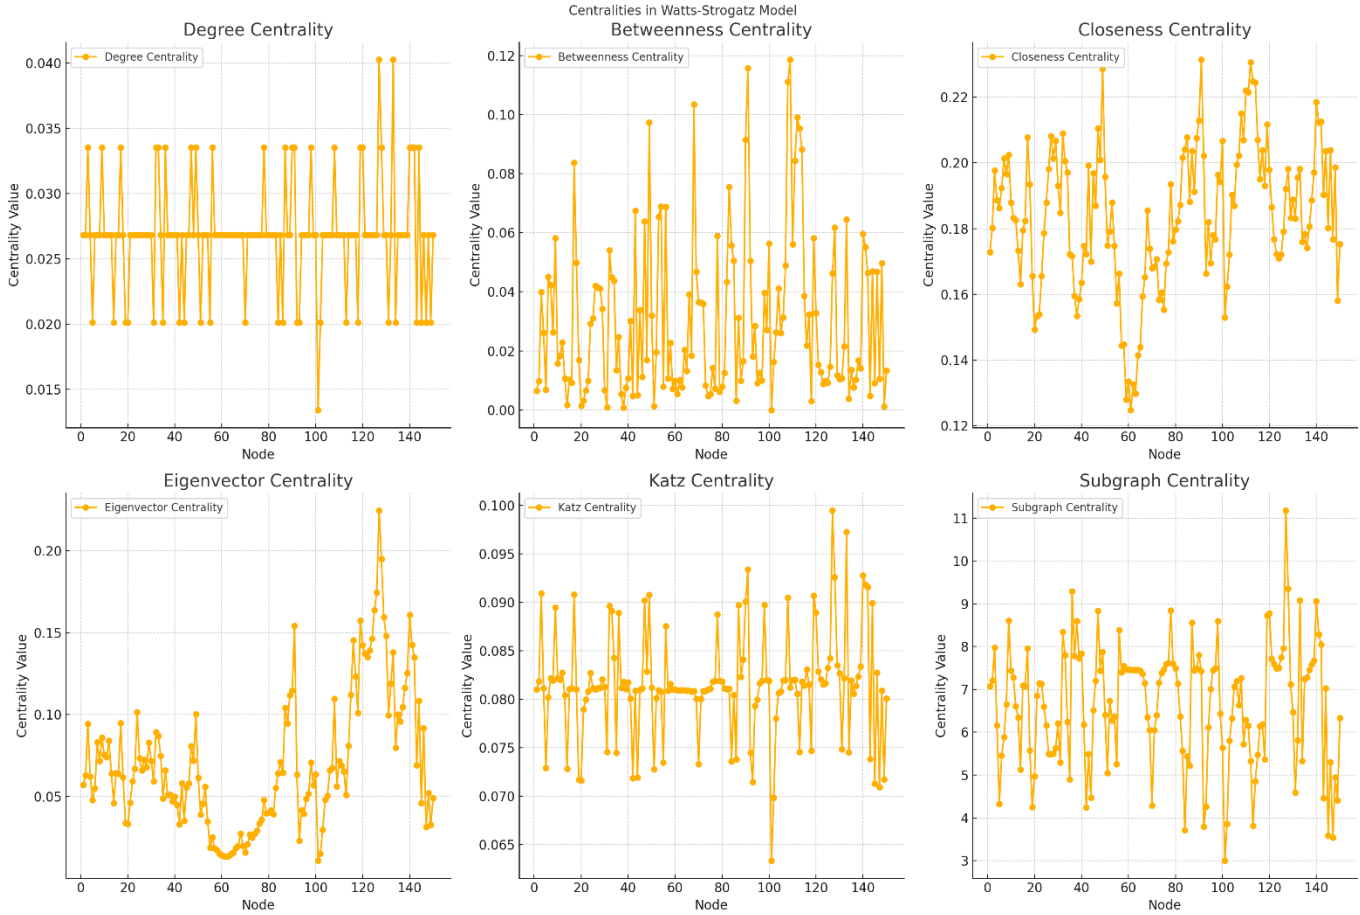 Centralities in Watts-Strogatz Model
Degree Centrality
Degree Centrality
0.040
0.035
0.030
0.025
0.020
0.015
Centrality Value
0 20 40 60 80 100 120 140
Node
Betweenness Centrality
Betweenness Centrality
0.12
0.10
0.08
0.06
0.04
0.02
0.00
Centrality Value
0 20 40 60 80 100 120 140
Node
Closeness Centrality
Closeness Centrality
0.22
0.20
0.18
0.16
0.14
0.12
Centrality Value
0 20 40 60 80 100 120 140
Node
Eigenvector Centrality
Eigenvector Centrality
0.20
0.15
0.10
0.05
Centrality Value
0 20 40 60 80 100 120 140
Node
Katz Centrality
Katz Centrality
0.100
0.095
0.090
0.085
0.080
0.075
0.070
0.065
Centrality Value
0 20 40 60 80 100 120 140
Node
Subgraph Centrality
Subgraph Centrality
11
10
9
8
7
6
5
4
3
Centrality Value
0 20 40 60 80 100 120 140
Node